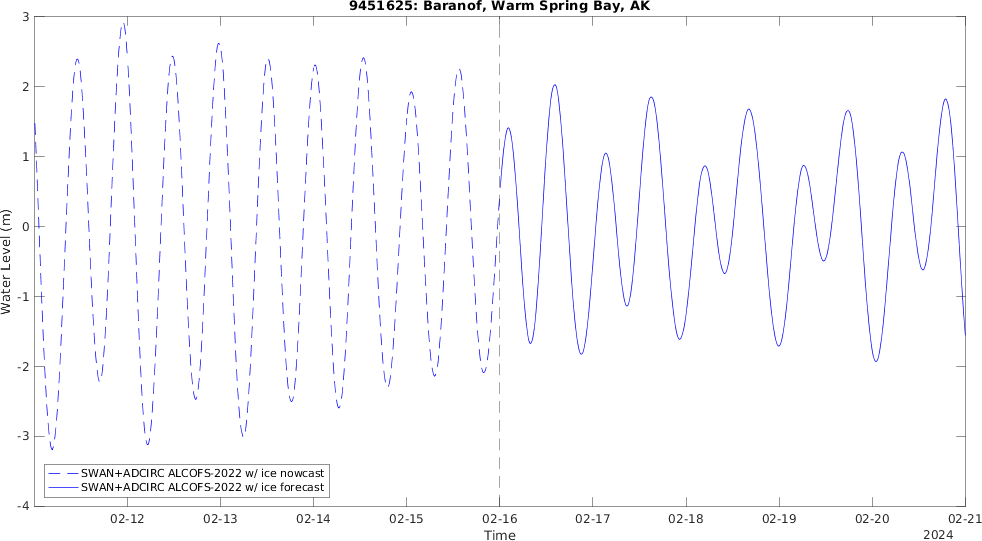 9451625: Baranof, Warm Spring Bay, AK
3
2
1
0
-1
-2
-3
-4
Water Level (m)
SWAN+ADCIRC ALCOFS-2022 w/ ice nowcast
SWAN+ADCIRC ALCOFS-2022 w/ ice forecast
02-12 02-13 02-14 02-15 02-16 02-17 02-18 02-19 02-20 02-21
Time
2024